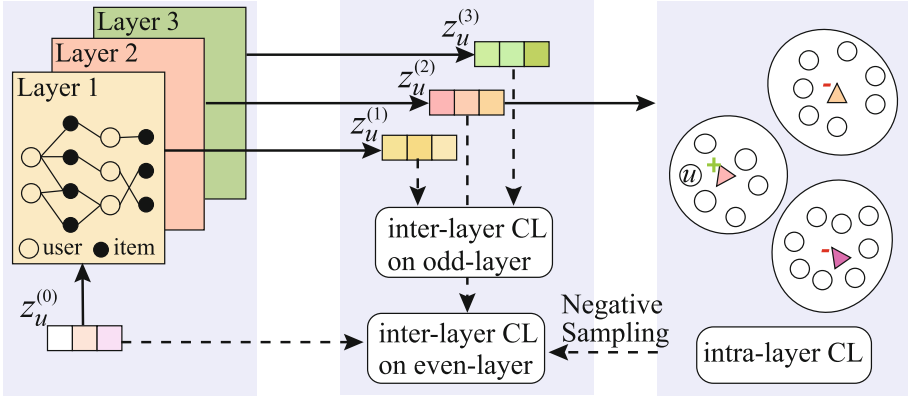 Layer 3
Layer 2
Layer 1
user item
z_u^{(0)}
z_u^{(3)}
z_u^{(2)}
z_u^{(1)}
inter-layer CL
on odd-layer
inter-layer CL
on even-layer
Negative
Sampling
-
+
u
-
intra-layer CL